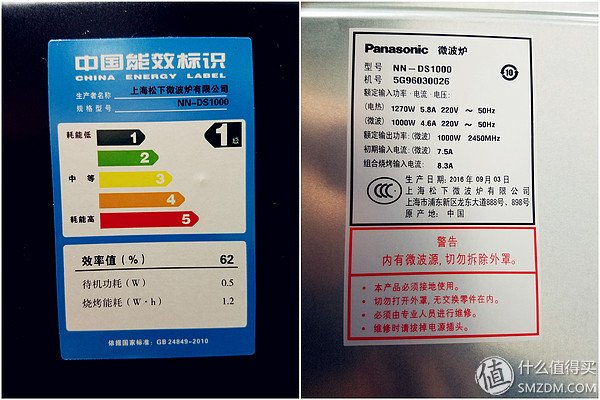 中国能效标识
CHINA ENERGY LABEL
生产者名称 上海松下微波炉有限公司
规格型号 NN-DS1000
耗能低 1
1级
2
中 等 3
4
耗能高 5
效率值 (%) 62
待机功耗 (W) 0.5
烧烤能耗 (W·h) 1.2
依据国家标准: GB 24849-2010
Panasonic 微波炉
型号 NN-DS1000
机号 5G96030026
10
额定输入功率·电流·电压:
(电热) 1270W 5.8A 220V ~ 50Hz
(微波) 1000W 4.6A 220V ~ 50Hz
额定输出功率: (微波) 1000W 2450MHz
初期输入电流: (微波) 7.5A
组合烧烤输入电流: 8.3A
CCC
生产日期: 2016 年 09 月 03 日
上海松下微波炉有限公司
上海市浦东新区龙东大道888号、898号
原产地: 中国
警告
内有微波源, 切勿拆除外罩。
• 本产品必须接地使用。
• 切勿打开外罩, 无交换零件在内。
• 必须由专业人员进行维修。
• 维修时请拔掉电源插头。
值 什么值得买
SMZDM.COM